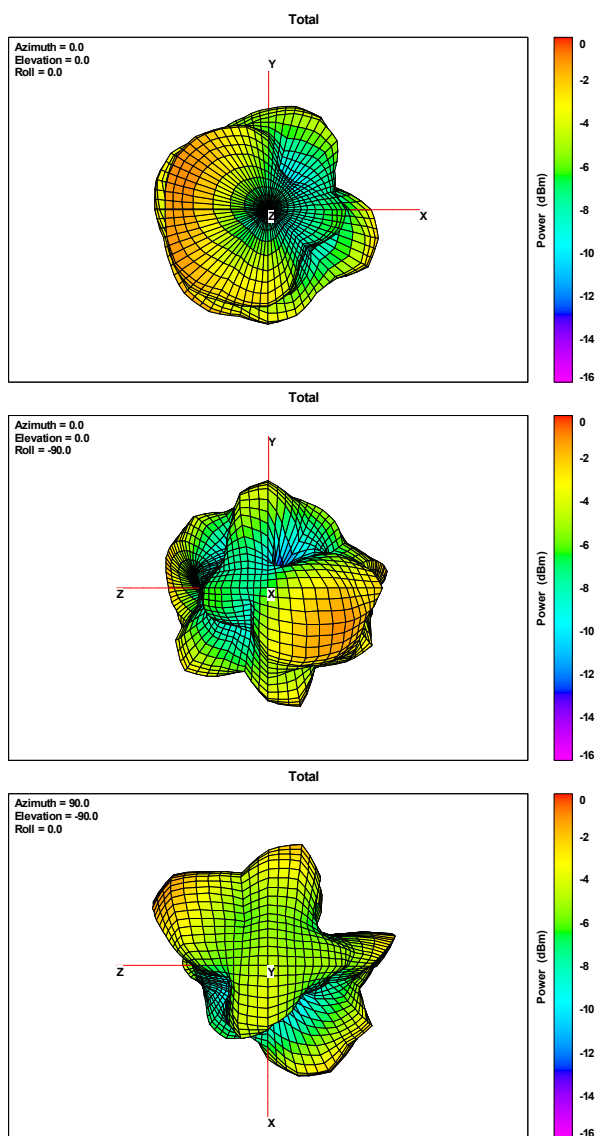 Total
Azimuth = 0.0
Elevation = 0.0
Roll = 0.0
Y
Z
X
0
-2
-4
-6
-8
-10
-12
-14
-16
Power (dBm)
Total
Azimuth = 0.0
Elevation = 0.0
Roll = -90.0
Y
Z
X
0
-2
-4
-6
-8
-10
-12
-14
-16
Power (dBm)
Total
Azimuth = 90.0
Elevation = -90.0
Roll = 0.0
Z
Y
X
0
-2
-4
-6
-8
-10
-12
-14
-16
Power (dBm)